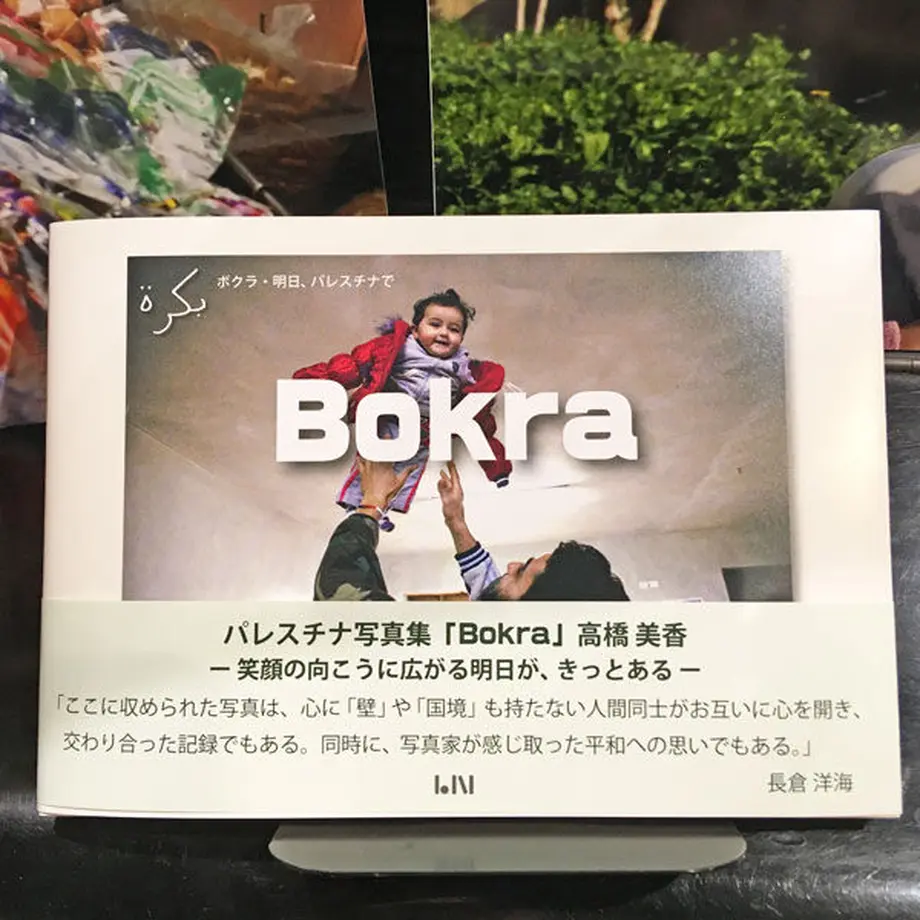 بكرة
ボクラ・明日、パレスチナで
Bokra
パレスチナ写真集「Bokra」高橋 美香
ー 笑顔の向こうに広がる明日が、きっとある ー
「ここに収められた写真は、心に「壁」や「国境」も持たない人間同士がお互いに心を開き、
交わり合った記録でもある。同時に、写真家が感じ取った平和への思いでもある。」
長倉 洋海